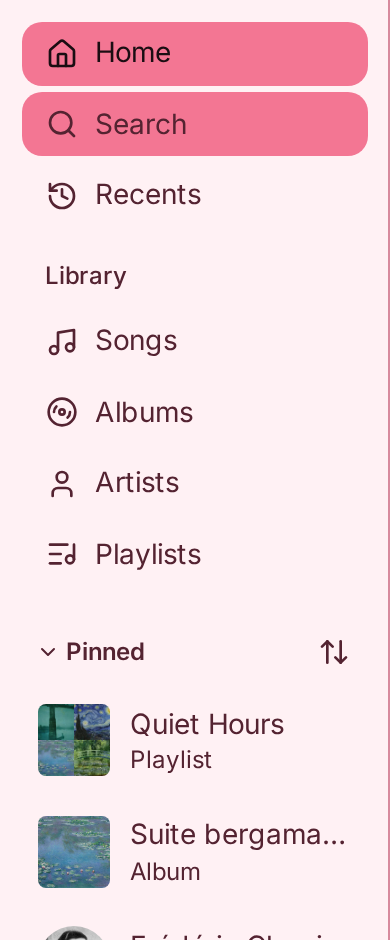 Home
Search
Recents
Library
Songs
Albums
Artists
Playlists
Pinned
Quiet Hours
Playlist
Suite bergama...
Album